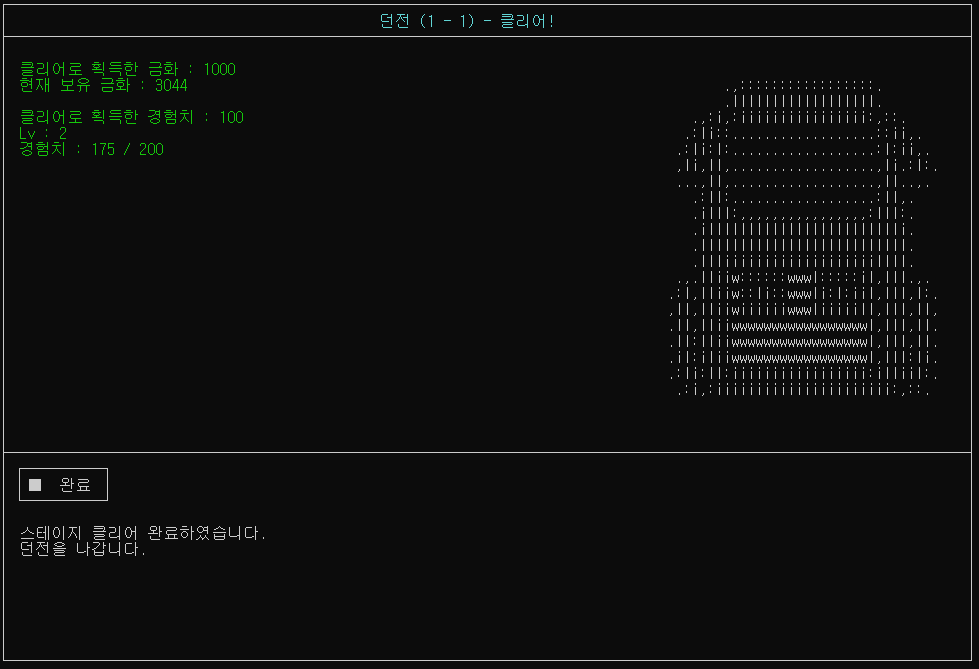 던전 (1 - 1) - 클리어!
클리어로 획득한 금화 : 1000
현재 보유 금화 : 3044
클리어로 획득한 경험치 : 100
Lv : 2
경험치 : 175 / 200
완료
스테이지 클리어 완료하였습니다.
던전을 나갑니다.